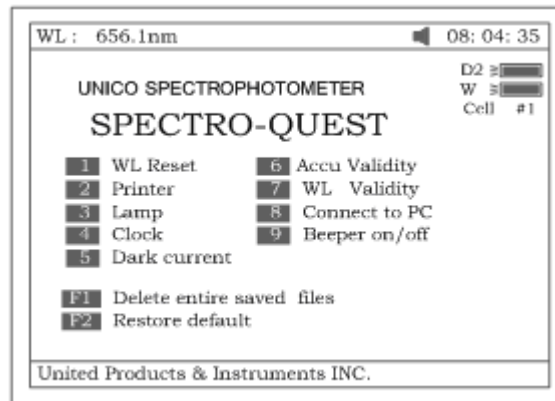 WL : 656.1nm 08: 04: 35
D2
UNICO SPECTROPHOTOMETER W
Cell #1
SPECTRO-QUEST
1 WL Reset 6 Accu Validity
2 Printer 7 WL Validity
3 Lamp 8 Connect to PC
4 Clock 9 Beeper on/off
5 Dark current
F1 Delete entire saved files
F2 Restore default
United Products & Instruments INC.